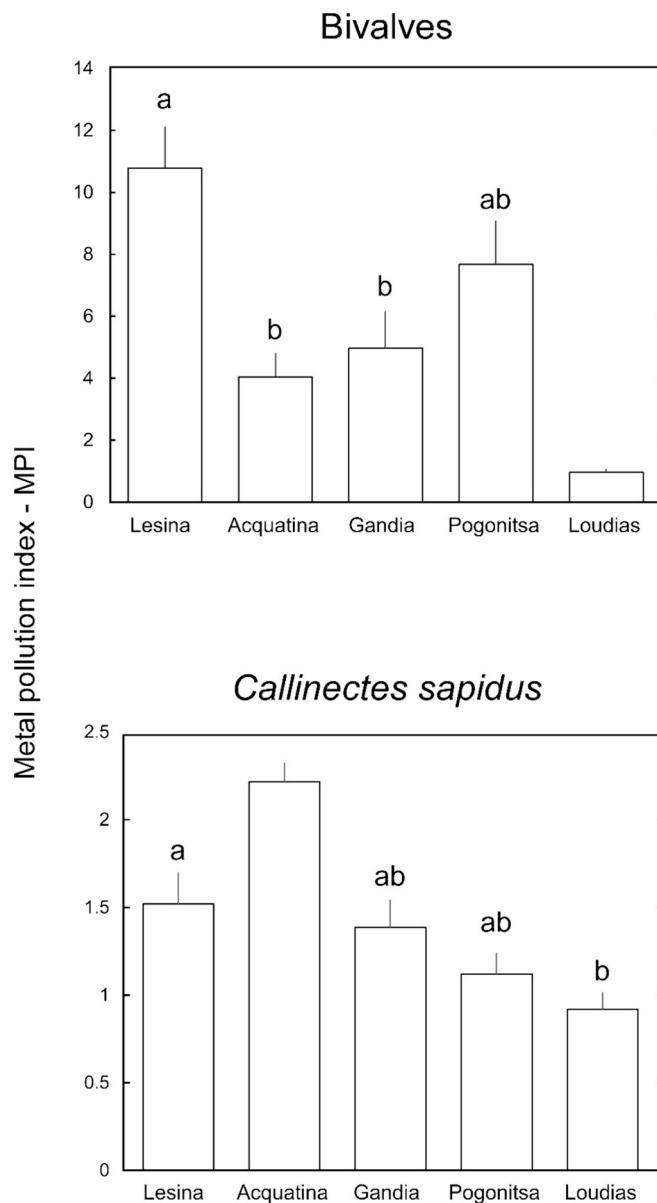 Bivalves
Metal pollution index - MPI
14
12
10
8
6
4
2
0
a
b
b
ab
Lesina Acquatina Gandia Pogonitsa Loudias
Callinectes sapidus
2.5
2
1.5
1
0.5
0
a
ab
ab
b
Lesina Acquatina Gandia Pogonitsa Loudias